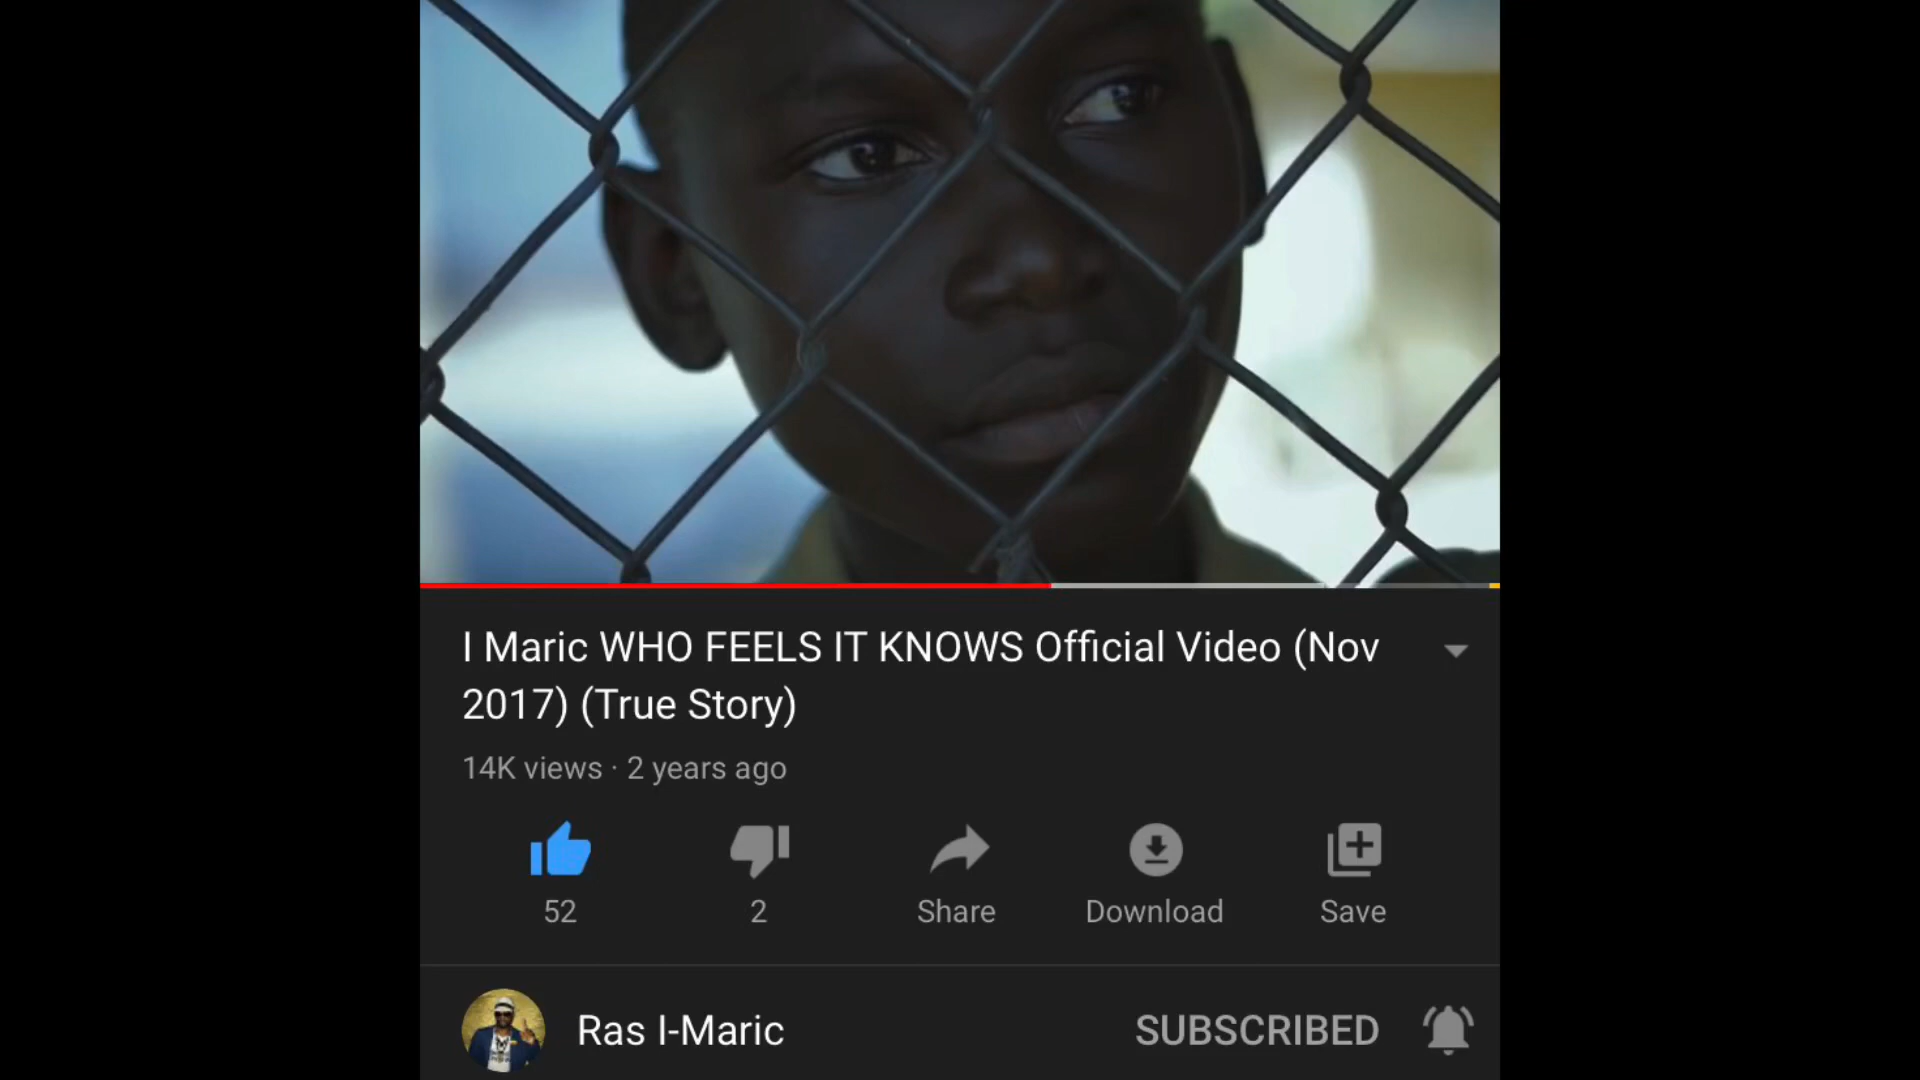 I Maric WHO FEELS IT KNOWS Official Video (Nov
2017) (True Story)
14K views · 2 years ago
52
2
Share
Download
Save
Ras I-Maric
SUBSCRIBED